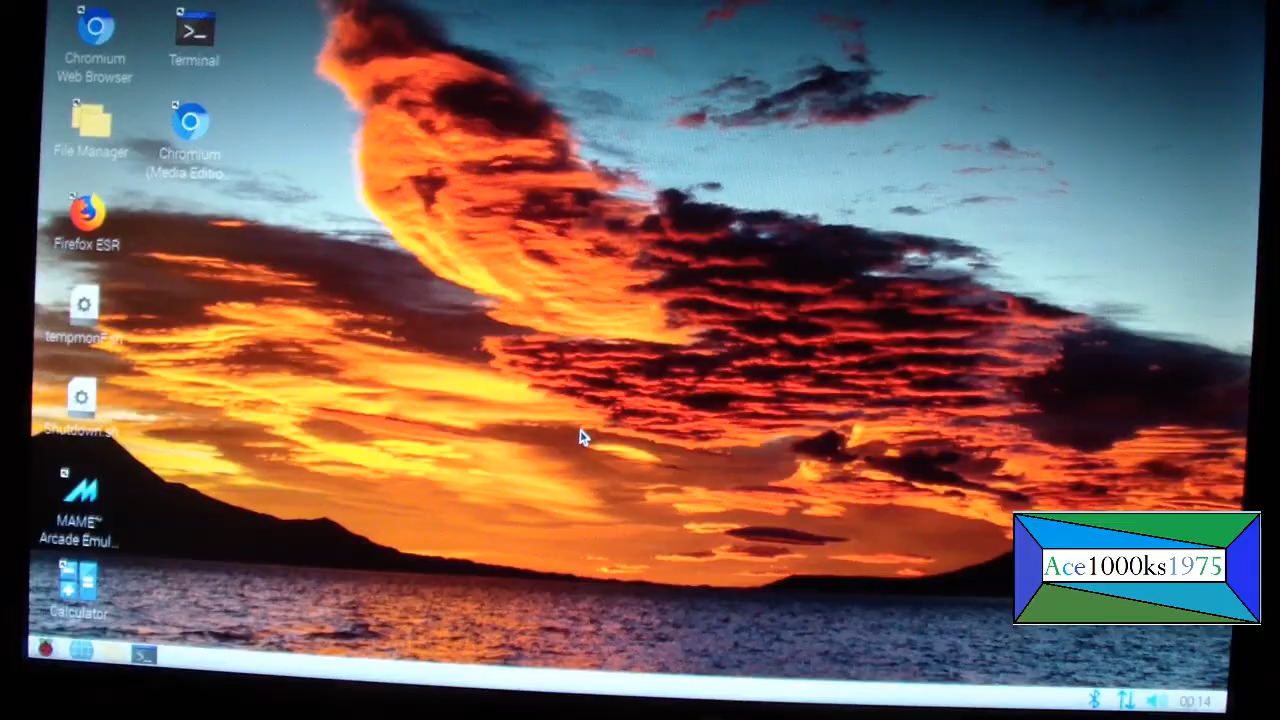 Chromium
Web Browser
Terminal
File Manager
Chromium
(Media Editio
Firefox ESR
Shutdown.sh
MAME™
Arcade Emul...
Calculator
Ace1000ks1975
00:14